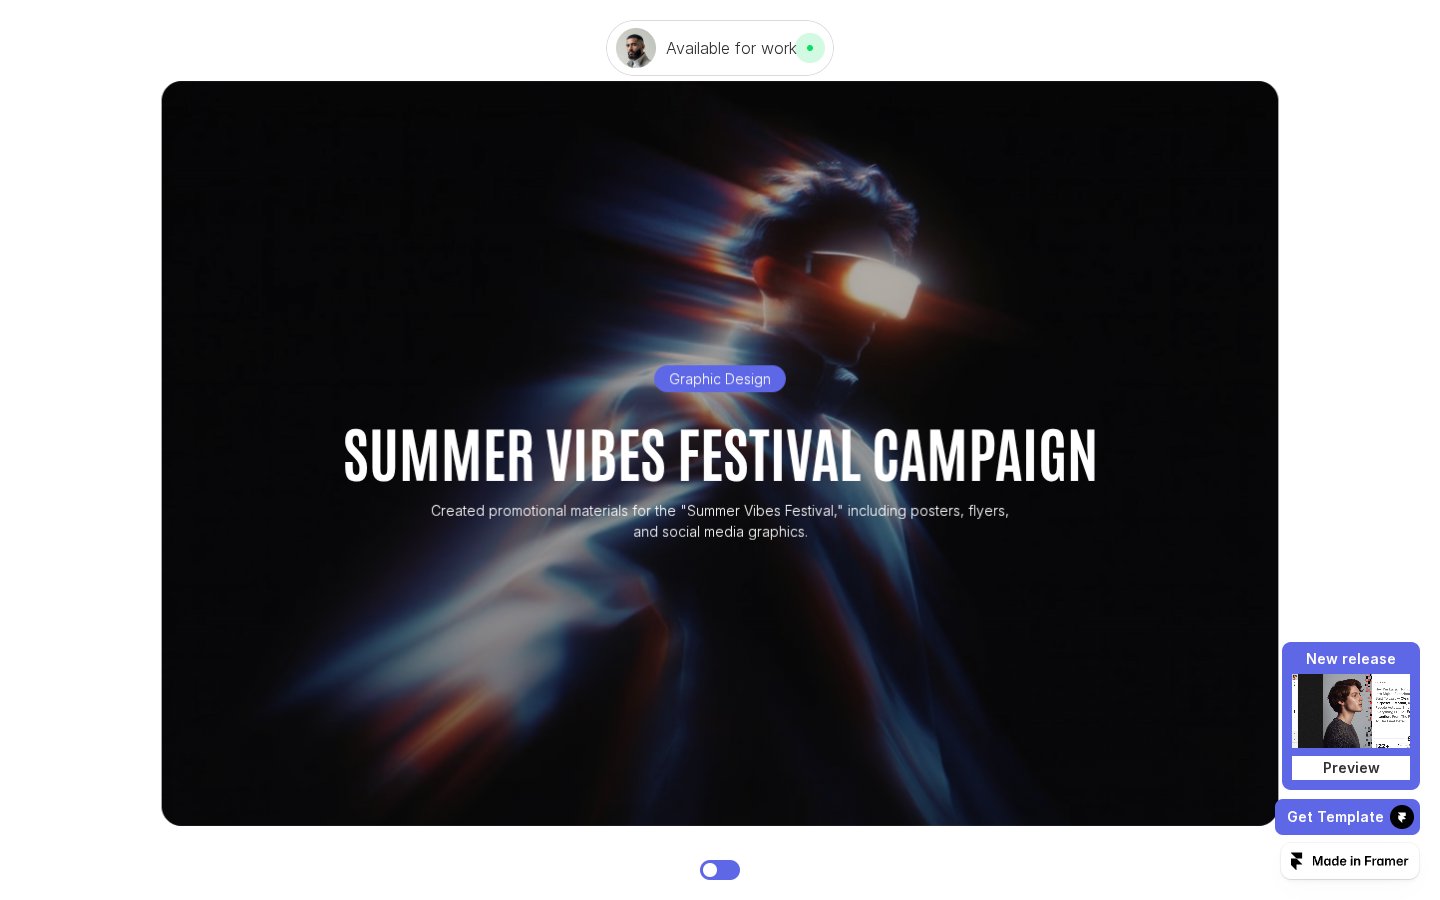 Available for work
Graphic Design
SUMMER VIBES FESTIVAL CAMPAIGN
Created promotional materials for the "Summer Vibes Festival," including posters, flyers,
and social media graphics.
New release
Preview
Get Template
Made in Framer